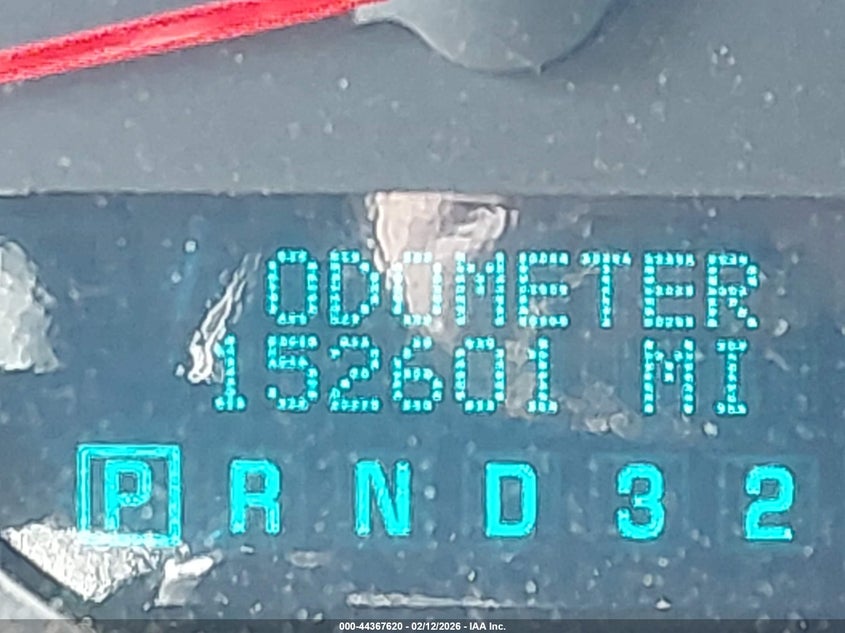 ODOMETER
152601 MI
P R N D 3 2
000-44367620 - 02/12/2026 - IAA Inc.